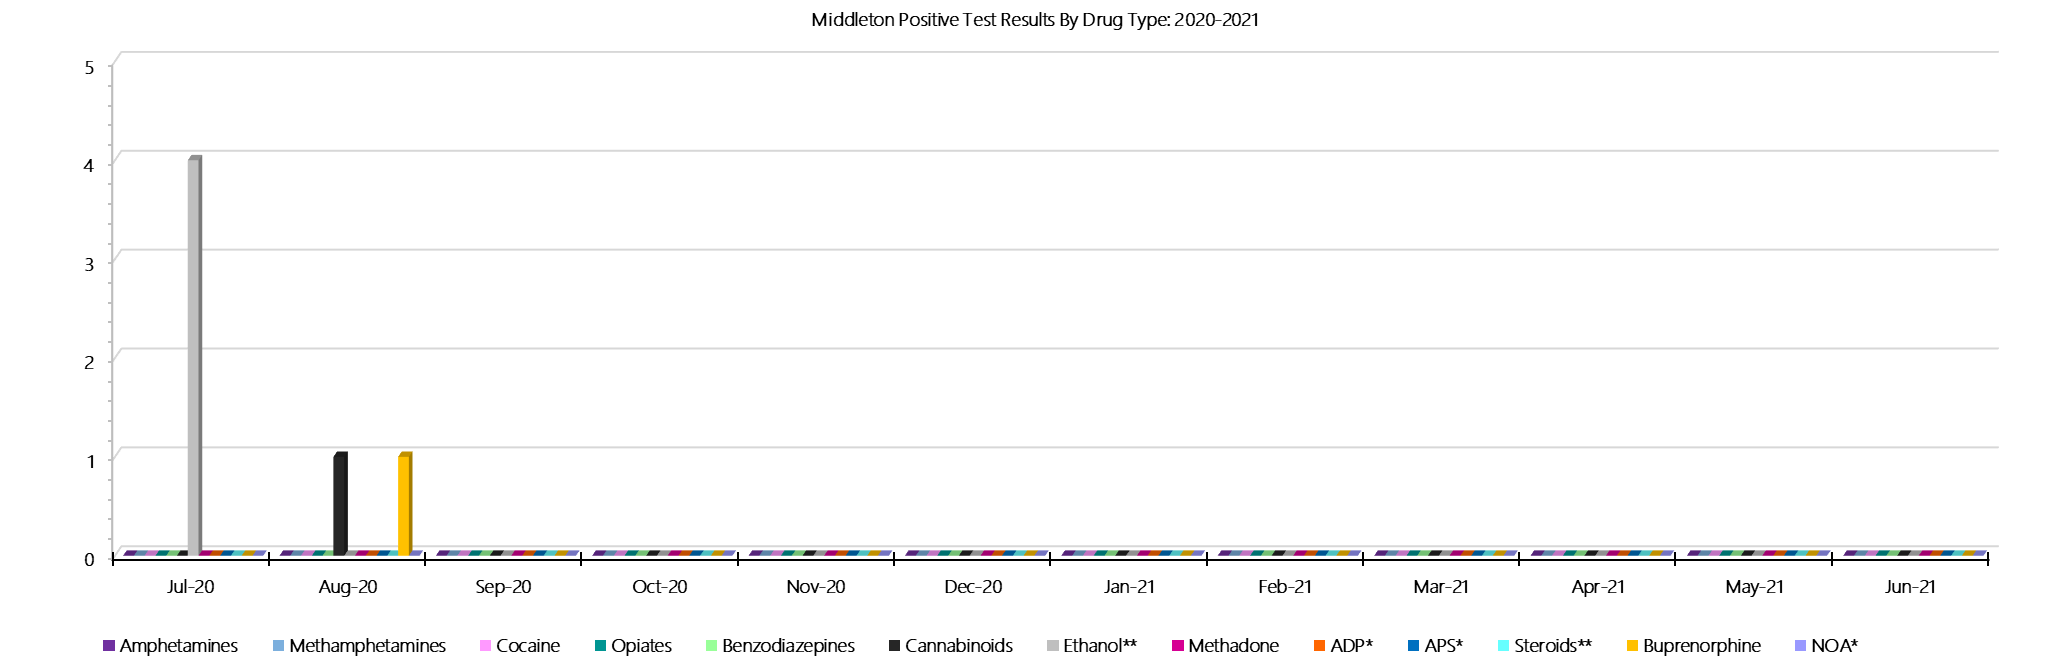 Middleton Positive Test Results By Drug Type: 2020-2021
5
4
3
2
1
0
Jul-20 Aug-20 Sep-20 Oct-20 Nov-20 Dec-20 Jan-21 Feb-21 Mar-21 Apr-21 May-21 Jun-21
Amphetamines Methamphetamines Cocaine Opiates Benzodiazepines Cannabinoids Ethanol** Methadone ADP* APS* Steroids** Buprenorphine NOA*